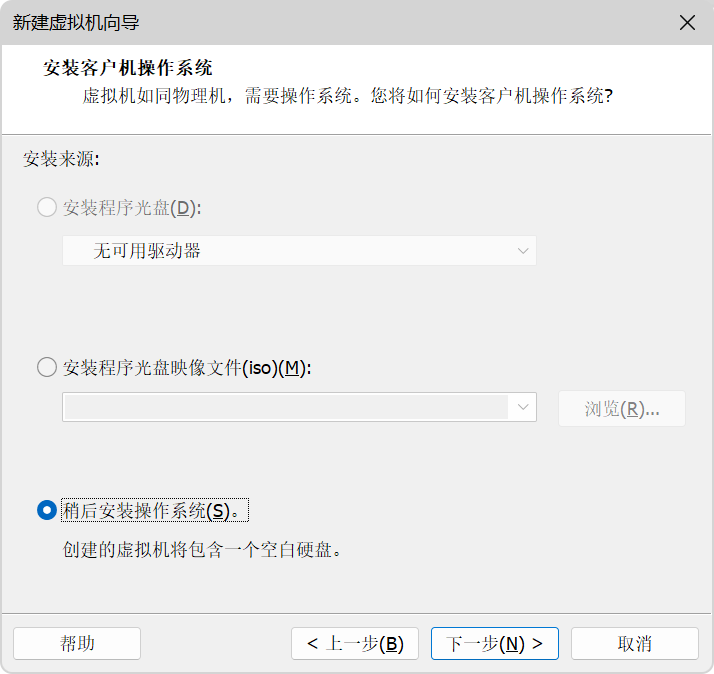 新建虚拟机向导
安装客户机操作系统
虚拟机如同物理机，需要操作系统。您将如何安装客户机操作系统?
安装来源:
安装程序光盘(D):
无可用驱动器
安装程序光盘映像文件(iso)(M):
浏览(R)...
稍后安装操作系统(S)。
创建的虚拟机将包含一个空白硬盘。
帮助
< 上一步(B)
下一步(N) >
取消